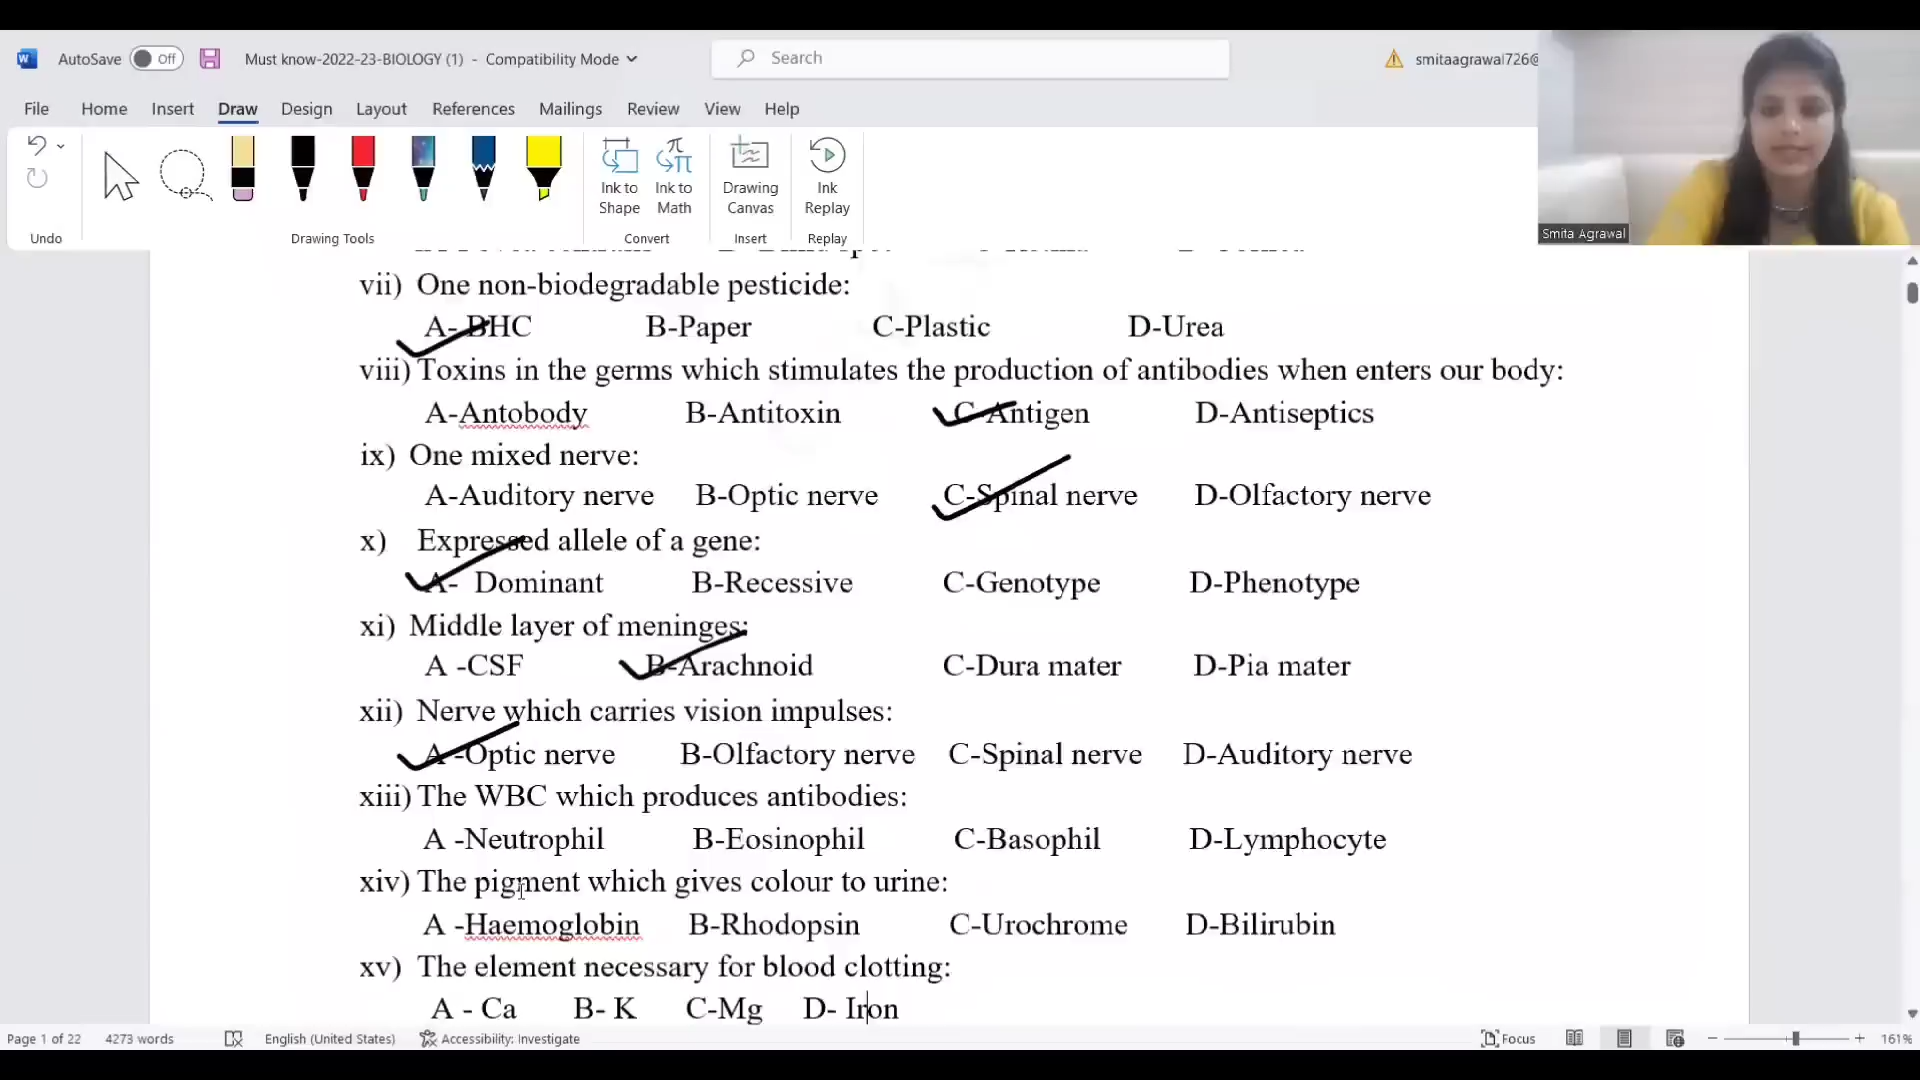 AutoSave Off Must know-2022-23-BIOLOGY (1) - Compatibility Mode Search smitaagrawal726@
File Home Insert Draw Design Layout References Mailings Review View Help
Ink to Shape
Ink to Math
Drawing Canvas
Ink Replay
Undo Drawing Tools Convert Insert Replay
Smita Agrawal
vii) One non-biodegradable pesticide:
A- BHC B-Paper C-Plastic D-Urea
viii) Toxins in the germs which stimulates the production of antibodies when enters our body:
A-Antobody B-Antitoxin C-Antigen D-Antiseptics
ix) One mixed nerve:
A-Auditory nerve B-Optic nerve C-Spinal nerve D-Olfactory nerve
x) Expressed allele of a gene:
A- Dominant B-Recessive C-Genotype D-Phenotype
xi) Middle layer of meninges:
A -CSF B-Arachnoid C-Dura mater D-Pia mater
xii) Nerve which carries vision impulses:
A -Optic nerve B-Olfactory nerve C-Spinal nerve D-Auditory nerve
xiii) The WBC which produces antibodies:
A -Neutrophil B-Eosinophil C-Basophil D-Lymphocyte
xiv) The pigment which gives colour to urine:
A -Haemoglobin B-Rhodopsin C-Urochrome D-Bilirubin
xv) The element necessary for blood clotting:
A - Ca B- K C-Mg D- Iron
Page 1 of 22 4273 words English (United States) Accessibility: Investigate Focus 161%